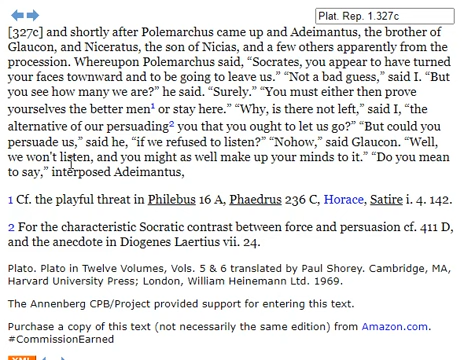 Plat. Rep. 1.327c
[327c] and shortly after Polemarchus came up and Adeimantus, the brother of
Glaucon, and Niceratus, the son of Nicias, and a few others apparently from the
procession. Whereupon Polemarchus said, “Socrates, you appear to have turned
your faces townward and to be going to leave us.” “Not a bad guess,” said I. “But
you see how many we are?” he said. “Surely.” “You must either then prove
yourselves the better men1 or stay here.” “Why, is there not left,” said I, “the
alternative of our persuading2 you that you ought to let us go?” “But could you
persuade us,” said he, “if we refused to listen?” “Nohow,” said Glaucon. “Well,
we won't listen, and you might as well make up your minds to it.” “Do you mean
to say,” interposed Adeimantus,
1 Cf. the playful threat in Philebus 16 A, Phaedrus 236 C, Horace, Satire i. 4. 142.
2 For the characteristic Socratic contrast between force and persuasion cf. 411 D,
and the anecdote in Diogenes Laertius vii. 24.
Plato. Plato in Twelve Volumes, Vols. 5 & 6 translated by Paul Shorey. Cambridge, MA,
Harvard University Press; London, William Heinemann Ltd. 1969.
The Annenberg CPB/Project provided support for entering this text.
Purchase a copy of this text (not necessarily the same edition) from Amazon.com.
#CommissionEarned